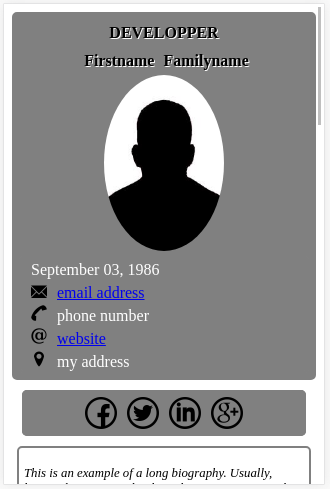 DEVELOPPER
Firstname Familyname
September 03, 1986
email address
phone number
@ website
my address
This is an example of a long biography. Usually,